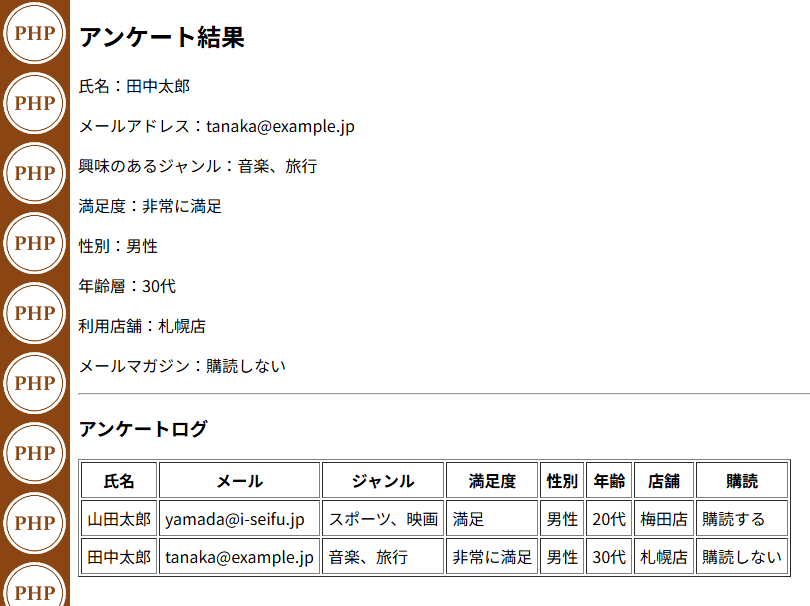 アンケート結果
氏名：田中太郎
メールアドレス：tanaka@example.jp
興味のあるジャンル：音楽、旅行
満足度：非常に満足
性別：男性
年齢層：30代
利用店舗：札幌店
メールマガジン：購読しない
アンケートログ
氏名 メール ジャンル 満足度 性別 年齢 店舗 購読
山田太郎 yamada@i-seifu.jp スポーツ、映画 満足 男性 20代 梅田店 購読する
田中太郎 tanaka@example.jp 音楽、旅行 非常に満足 男性 30代 札幌店 購読しない
PHP
PHP
PHP
PHP
PHP
PHP
PHP
PHP
PHP